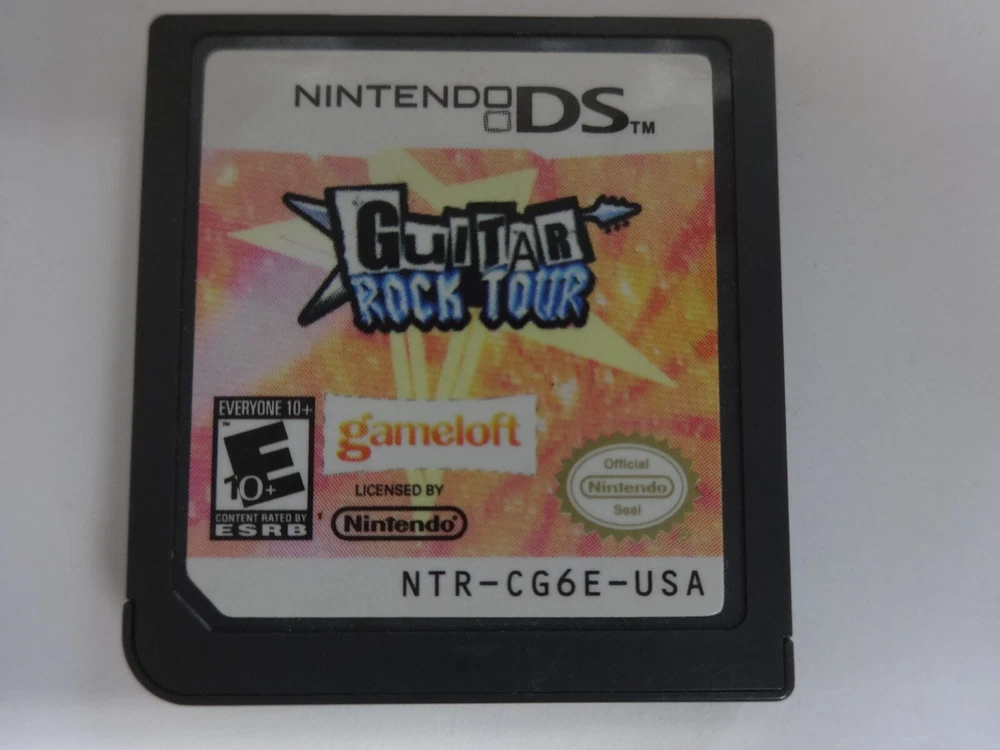 NINTENDO DS™
GUITAR
ROCK TOUR
EVERYONE 10+
™
E
10+
CONTENT RATED BY
ESRB
gameloft
LICENSED BY
Nintendo®
Official
Nintendo
Seal
NTR-CG6E-USA